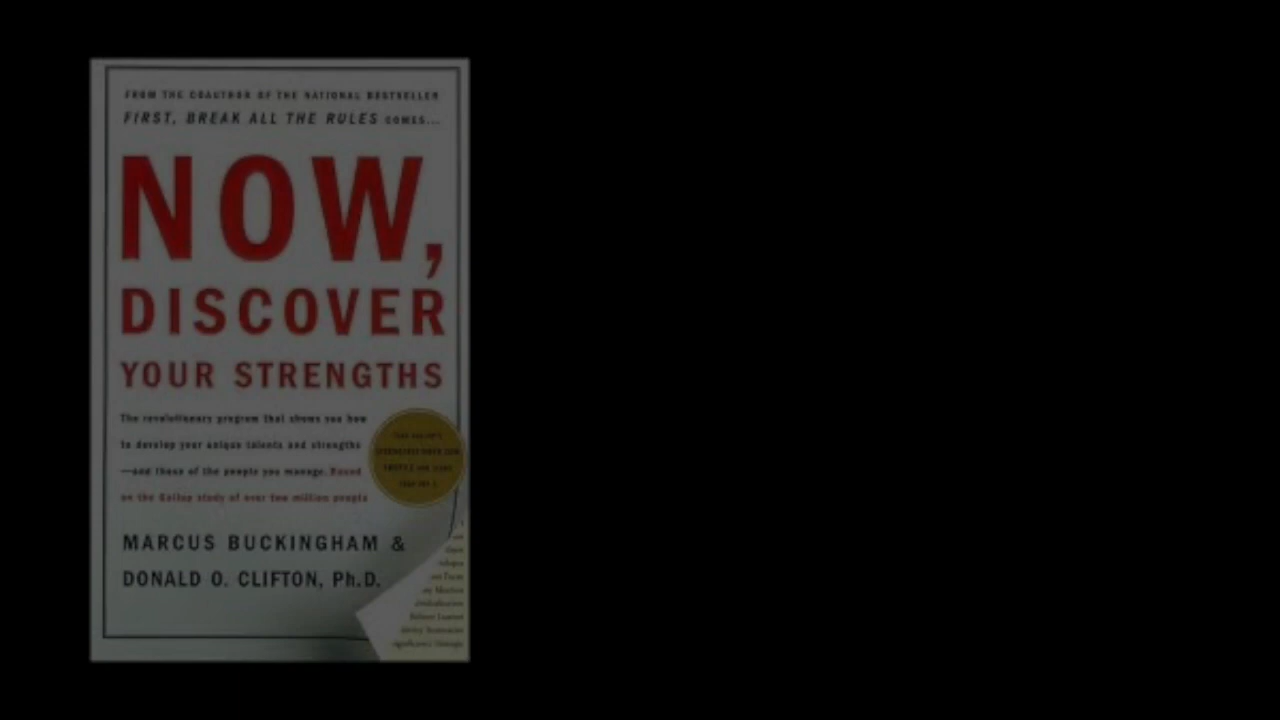 FROM THE COAUTHOR OF THE NATIONAL BESTSELLER
FIRST, BREAK ALL THE RULES COMES...
NOW,
DISCOVER
YOUR STRENGTHS
The revolutionary program that shows you how
to develop your unique talents and strengths
—and those of the people you manage. Based
on the Gallup study of over two million people
MARCUS BUCKINGHAM &
DONALD O. CLIFTON, Ph.D.